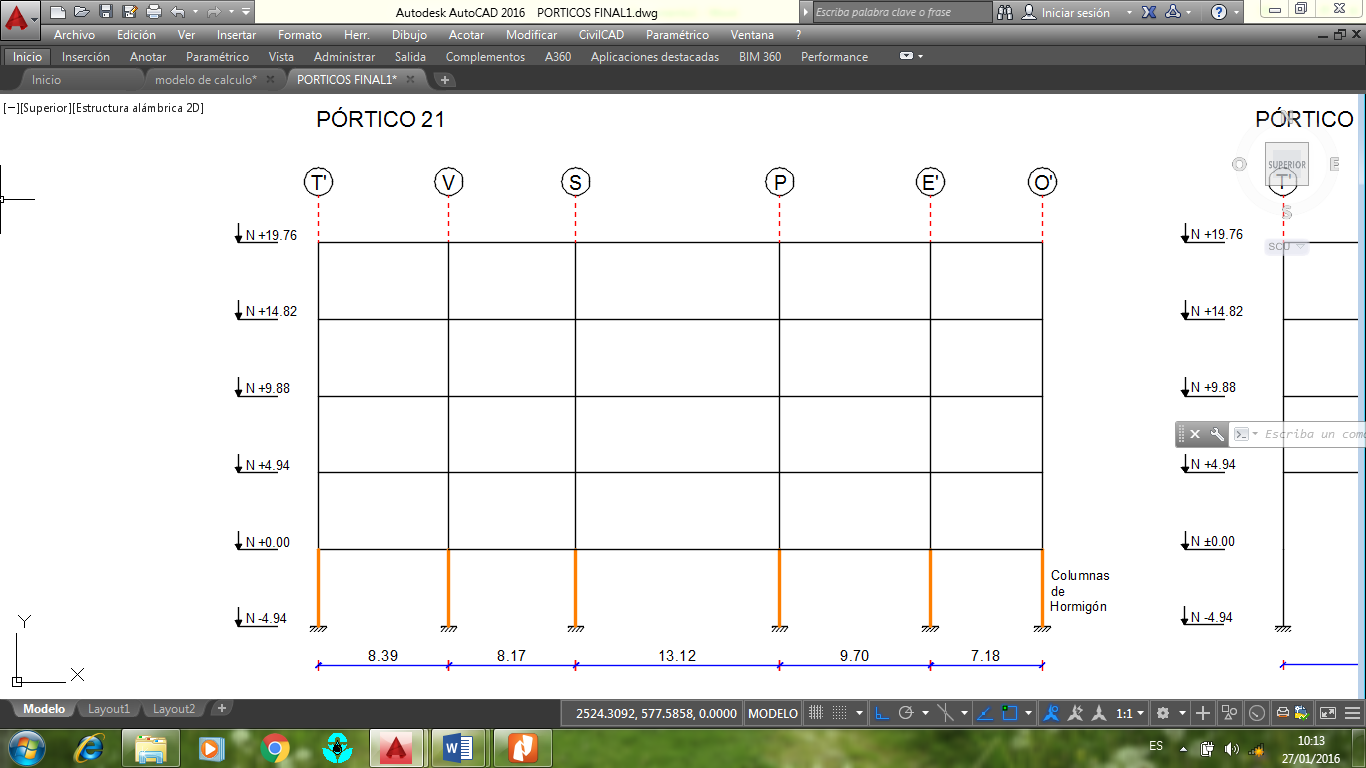 Autodesk AutoCAD 2016 PORTICOS FINAL1.dwg
Escriba palabra clave o frase
Iniciar sesión
Archivo Edición Ver Insertar Formato Herr. Dibujo Acotar Modificar CivilCAD Paramétrico Ventana ?
Inicio Inserción Anotar Paramétrico Vista Administrar Salida Complementos A360 Aplicaciones destacadas BIM 360 Performance
Inicio modelo de calculo* PORTICOS FINAL1*
[−][Superior][Estructura alámbrica 2D]
PÓRTICO 21 PÓRTICO
N
O SUPERIOR E
S
SCU
T' V S P E' O' T'
N +19.76 N +19.76
N +14.82 N +14.82
N +9.88 N +9.88
Escriba un com
N +4.94 N +4.94
N +0.00 N ±0.00
Columnas
de
Hormigón
N -4.94 N -4.94
8.39 8.17 13.12 9.70 7.18
Y
X
Modelo Layout1 Layout2
2524.3092, 577.5858, 0.0000 MODELO 1:1
ES 10:13
27/01/2016